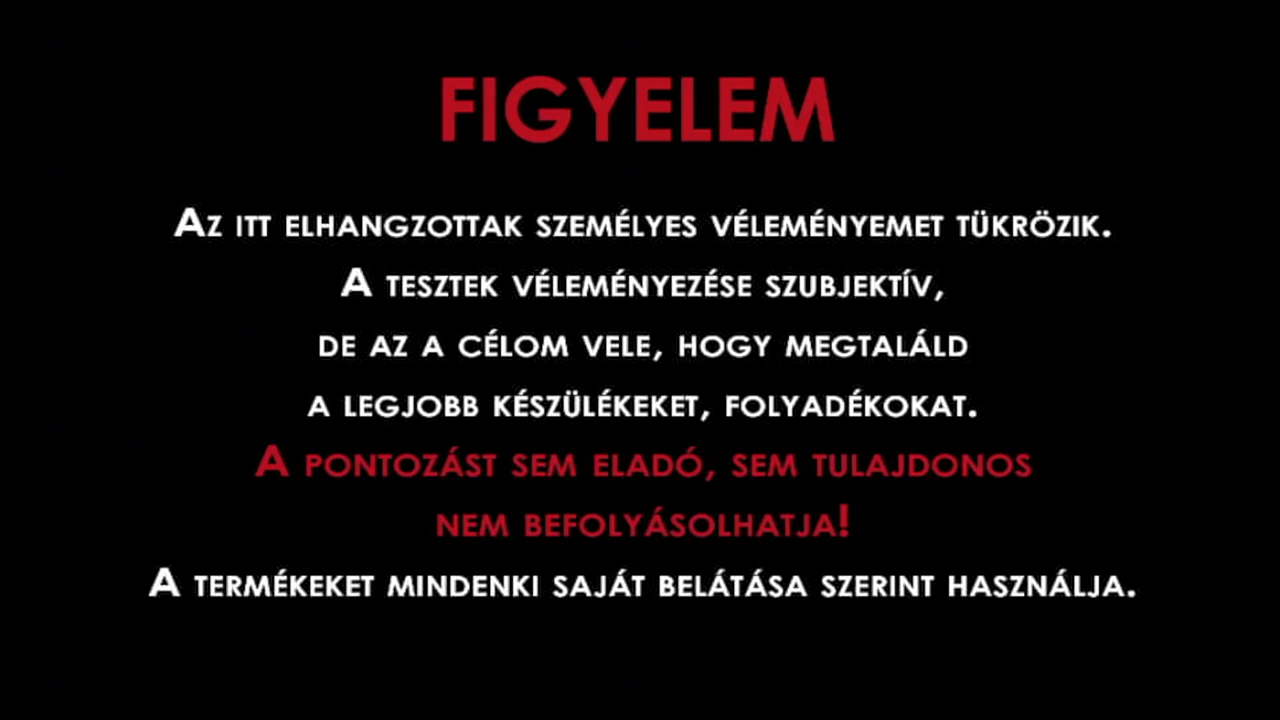 FIGYELEM
Az itt elhangzottak személyes véleményemet tükrözik.
A tesztek véleményezése szubjektív,
de az a célom vele, hogy megtaláld
a legjobb készülékeket, folyadékokat.
A pontozást sem eladó, sem tulajdonos
nem befolyásolhatja!
A termékeket mindenki saját belátása szerint használja.